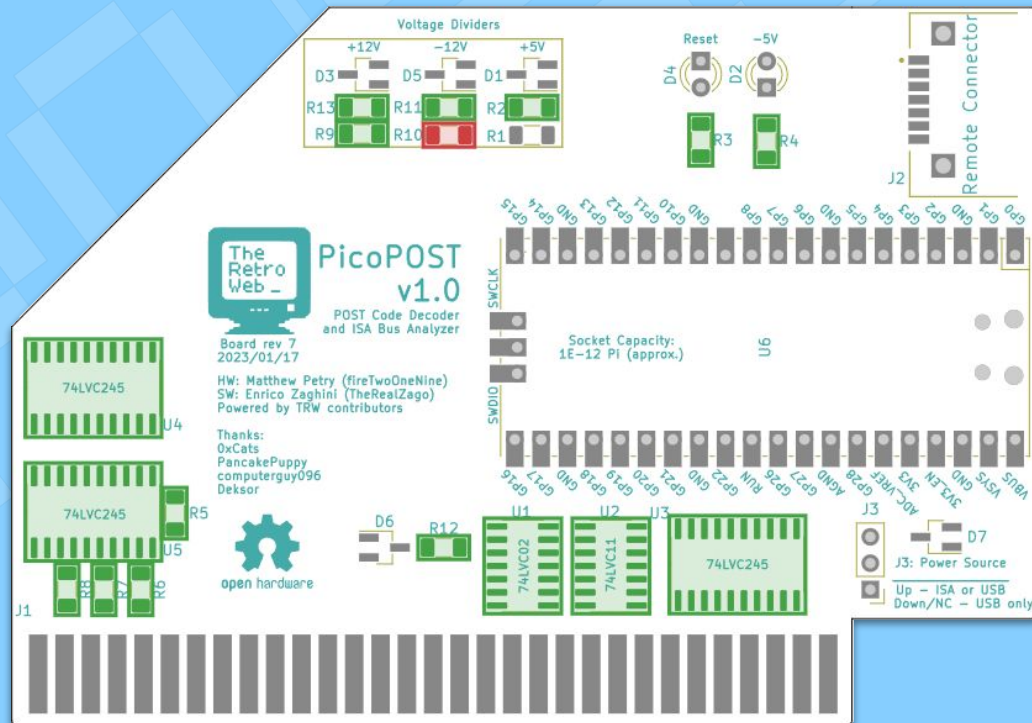 Voltage Dividers
+12V -12V +5V
D3 D5 D1
R13 R11 R2
R9 R10 R1
Reset -5V
D4 D2
R3 R4
J2
Remote Connector
GP15 GP14 GND GP13 GP12 GP11 GP10 GND GP8 GP7 GP6 GND GP5 GP4 GP3 GP2 GND GP1 GP0
The
Retro
Web _
PicoPOST
v1.0
POST Code Decoder
and ISA Bus Analyzer
Board rev 7
2023/01/17
HW: Matthew Petry (fireTwoOneNine)
SW: Enrico Zaghini (TheRealZago)
Powered by TRW contributors
Thanks:
0xCats
PancakePuppy
computerguy096
Deksor
SWCLK
SWDIO
Socket Capacity:
1E-12 Pi (approx.)
U6
GP16 GP17 GND GP18 GP19 GP20 GP21 GND GP22 RUN GP26 GP27 AGND GP28 ADC_VREF 3V3 3V3_EN GND VSYS VBUS
74LVC245
U4
74LVC245
U5
R5
R8 R7 R6
J1
open hardware
D6
R12
U1
74LVC02
U2
74LVC11
U3
74LVC245
J3
D7
J3: Power Source
Up - ISA or USB
Down/NC - USB only